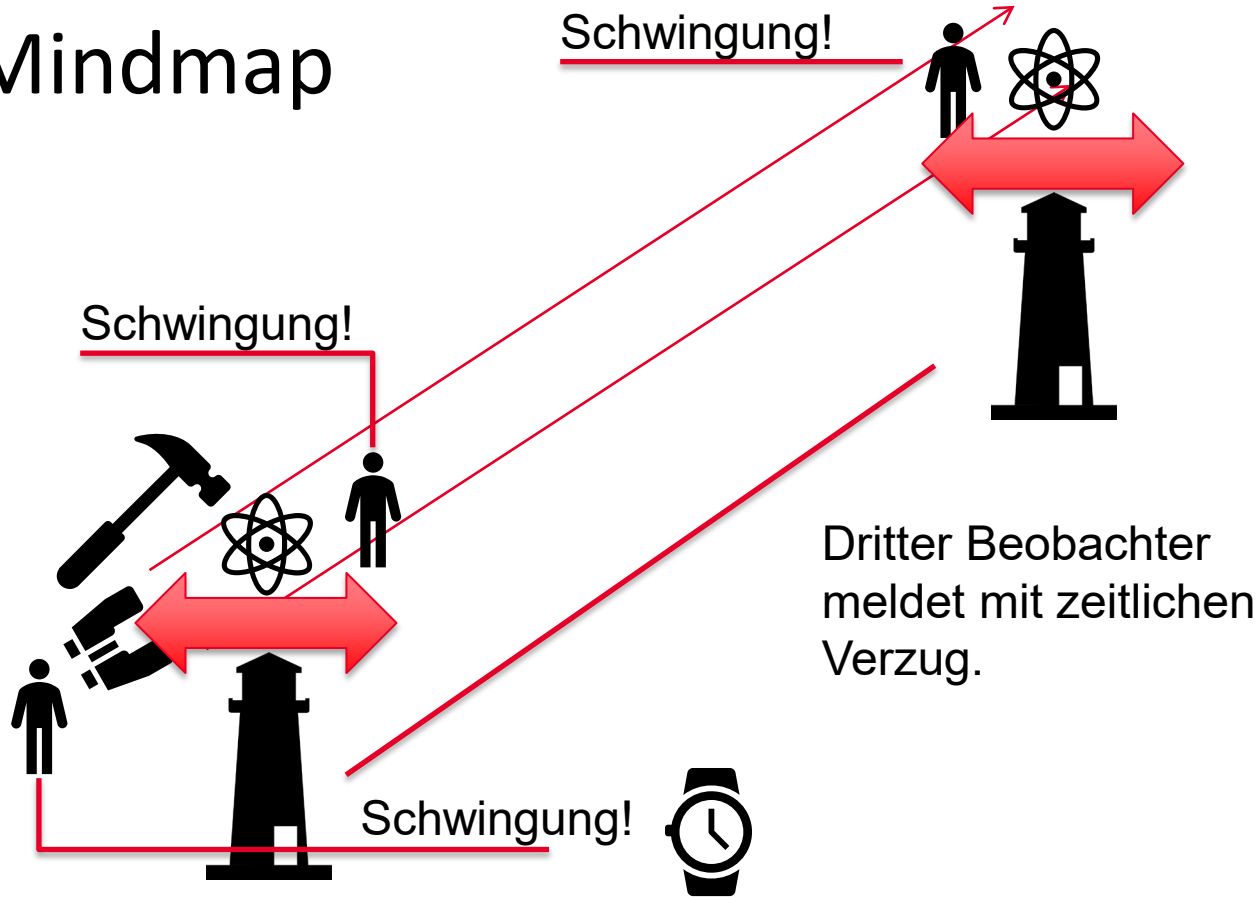 Mindmap
Schwingung!
Schwingung!
Dritter Beobachter
meldet mit zeitlichen
Verzug.
Schwingung!